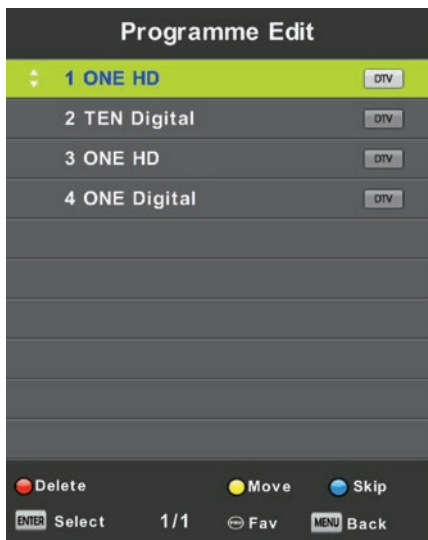 Programme Edit
1 ONE HD DTV
2 TEN Digital DTV
3 ONE HD DTV
4 ONE Digital DTV
Delete Move Skip
ENTER Select 1/1 Fav MENU Back